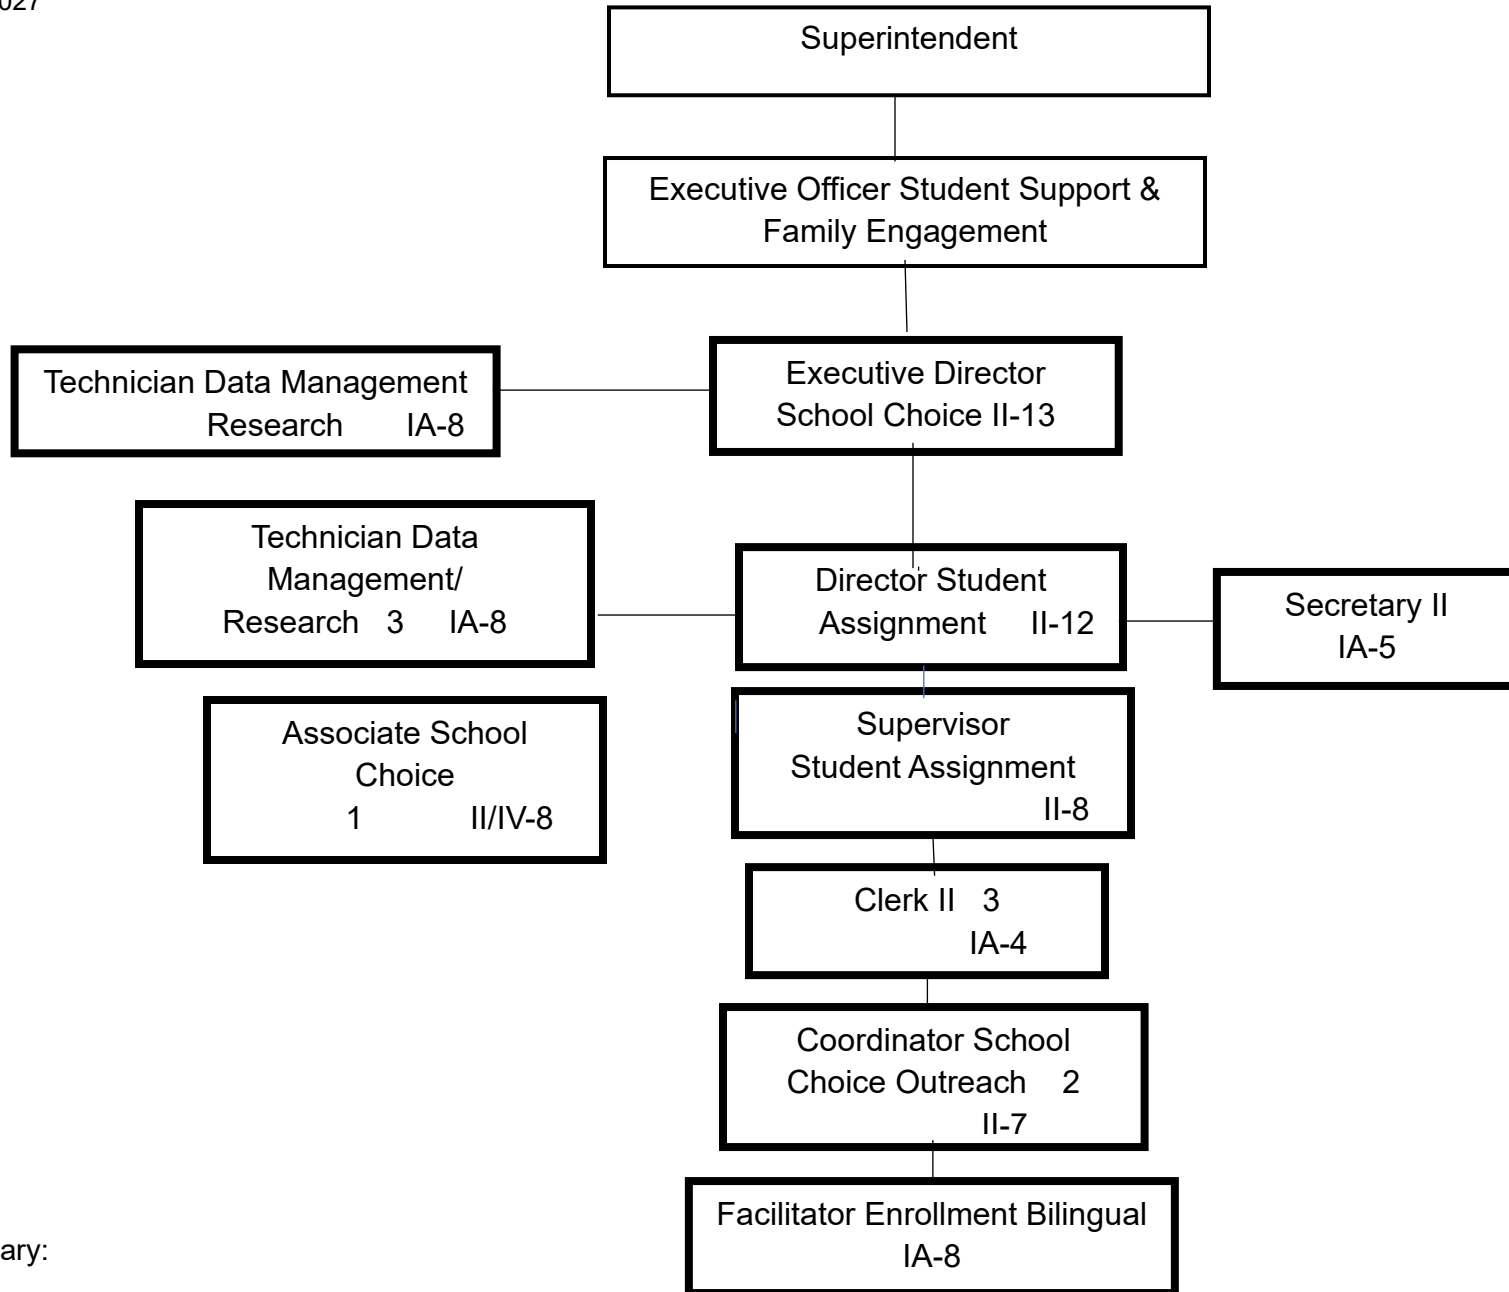 027
Superintendent
Executive Officer Student Support &
Family Engagement
Technician Data Management
Research IA-8
Executive Director
School Choice II-13
Technician Data
Management/
Research 3 IA-8
Director Student
Assignment II-12
Secretary II
IA-5
Associate School
Choice
1 II/IV-8
Supervisor
Student Assignment
II-8
Clerk II 3
IA-4
Coordinator School
Choice Outreach 2
II-7
Facilitator Enrollment Bilingual
IA-8
ary: